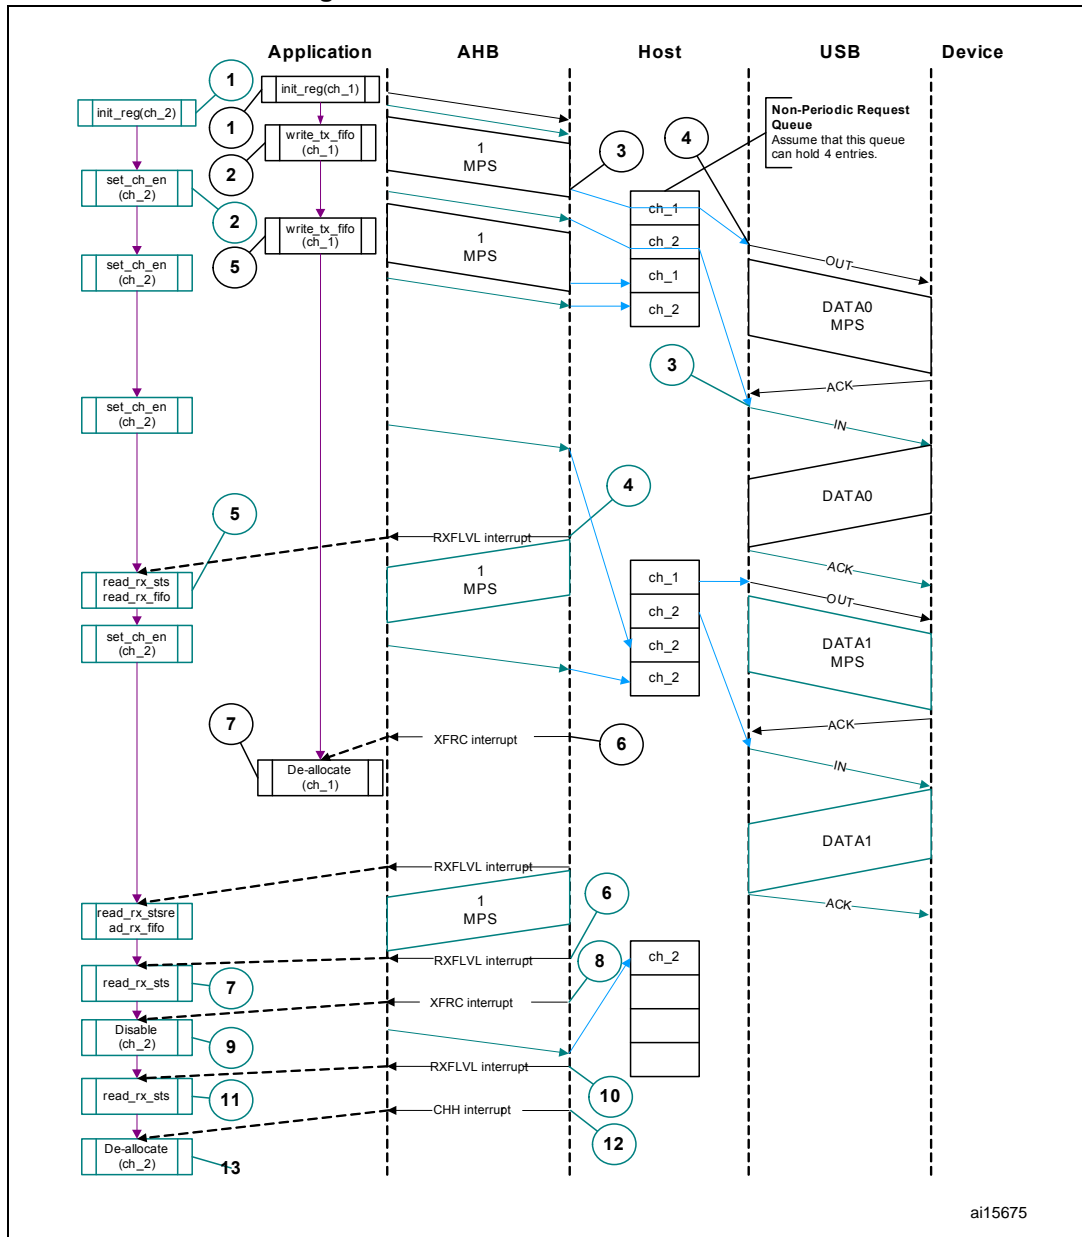 g
Application AHB Host USB Device
1
init_reg(ch_2)
init_reg(ch_1)
1
Non-Periodic Request
Queue
Assume that this queue
can hold 4 entries.
write_tx_fifo
(ch_1)
2
1
MPS
3
4
set_ch_en
(ch_2)
2
ch_1
ch_2
ch_1
ch_2
write_tx_fifo
(ch_1)
5
1
MPS
set_ch_en
(ch_2)
OUT
DATA0
MPS
3
ACK
set_ch_en
(ch_2)
IN
4
DATA0
5
RXFLVL interrupt
ACK
read_rx_sts
read_rx_fifo
1
MPS
ch_1
ch_2
ch_2
ch_2
OUT
set_ch_en
(ch_2)
DATA1
MPS
7
XFRC interrupt
6
ACK
De-allocate
(ch_1)
IN
DATA1
RXFLVL interrupt
6
read_rx_stsre
ad_rx_fifo
1
MPS
ACK
RXFLVL interrupt
8
ch_2
read_rx_sts
7
XFRC interrupt
Disable
(ch_2)
9
RXFLVL interrupt
10
read_rx_sts
11
CHH interrupt
12
De-allocate
(ch_2)
13
ai15675